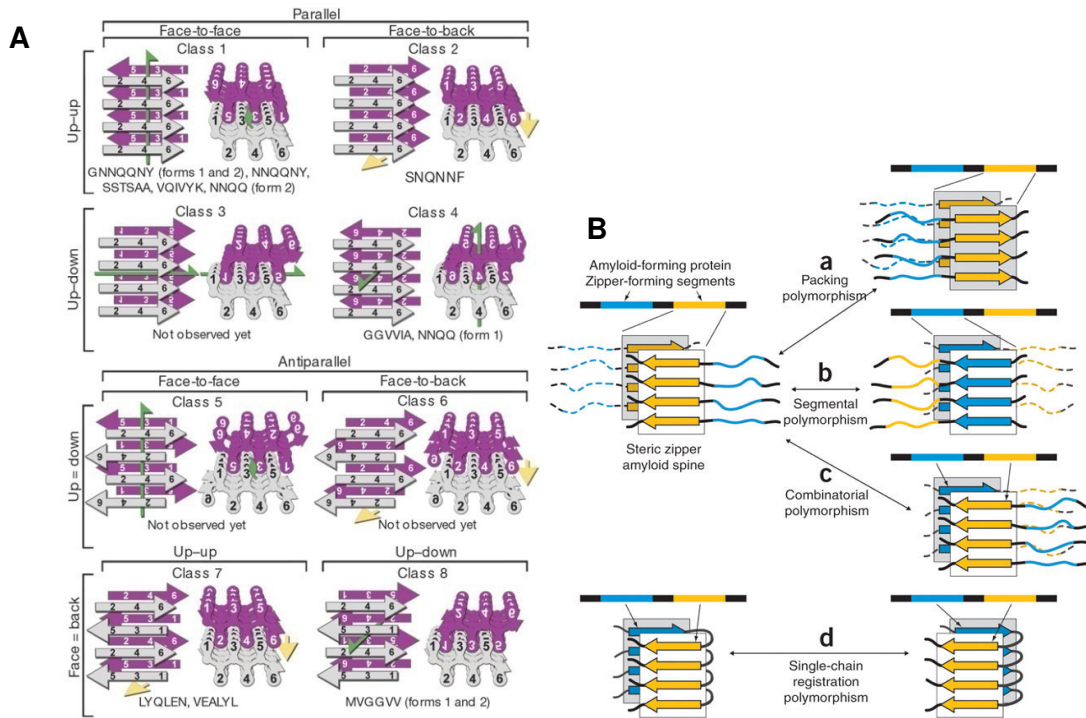 A
Parallel
Face-to-face
Face-to-back
Class 1
Class 2
Up–up
GNNQQNY (forms 1 and 2), NNQQNY,
SSTSAA, VQIVYK, NNQQ (form 2)
SNQNNF
Class 3
Class 4
Up–down
Not observed yet
GGVVIA, NNQQ (form 1)
Antiparallel
Face-to-face
Face-to-back
Class 5
Class 6
Up = down
Not observed yet
Not observed yet
Up–up
Up–down
Class 7
Class 8
Face = back
LYQLEN, VEALYL
MVGGVV (forms 1 and 2)
B
Amyloid-forming protein
Zipper-forming segments
Steric zipper
amyloid spine
a
Packing
polymorphism
b
Segmental
polymorphism
c
Combinatorial
polymorphism
d
Single-chain
registration
polymorphism